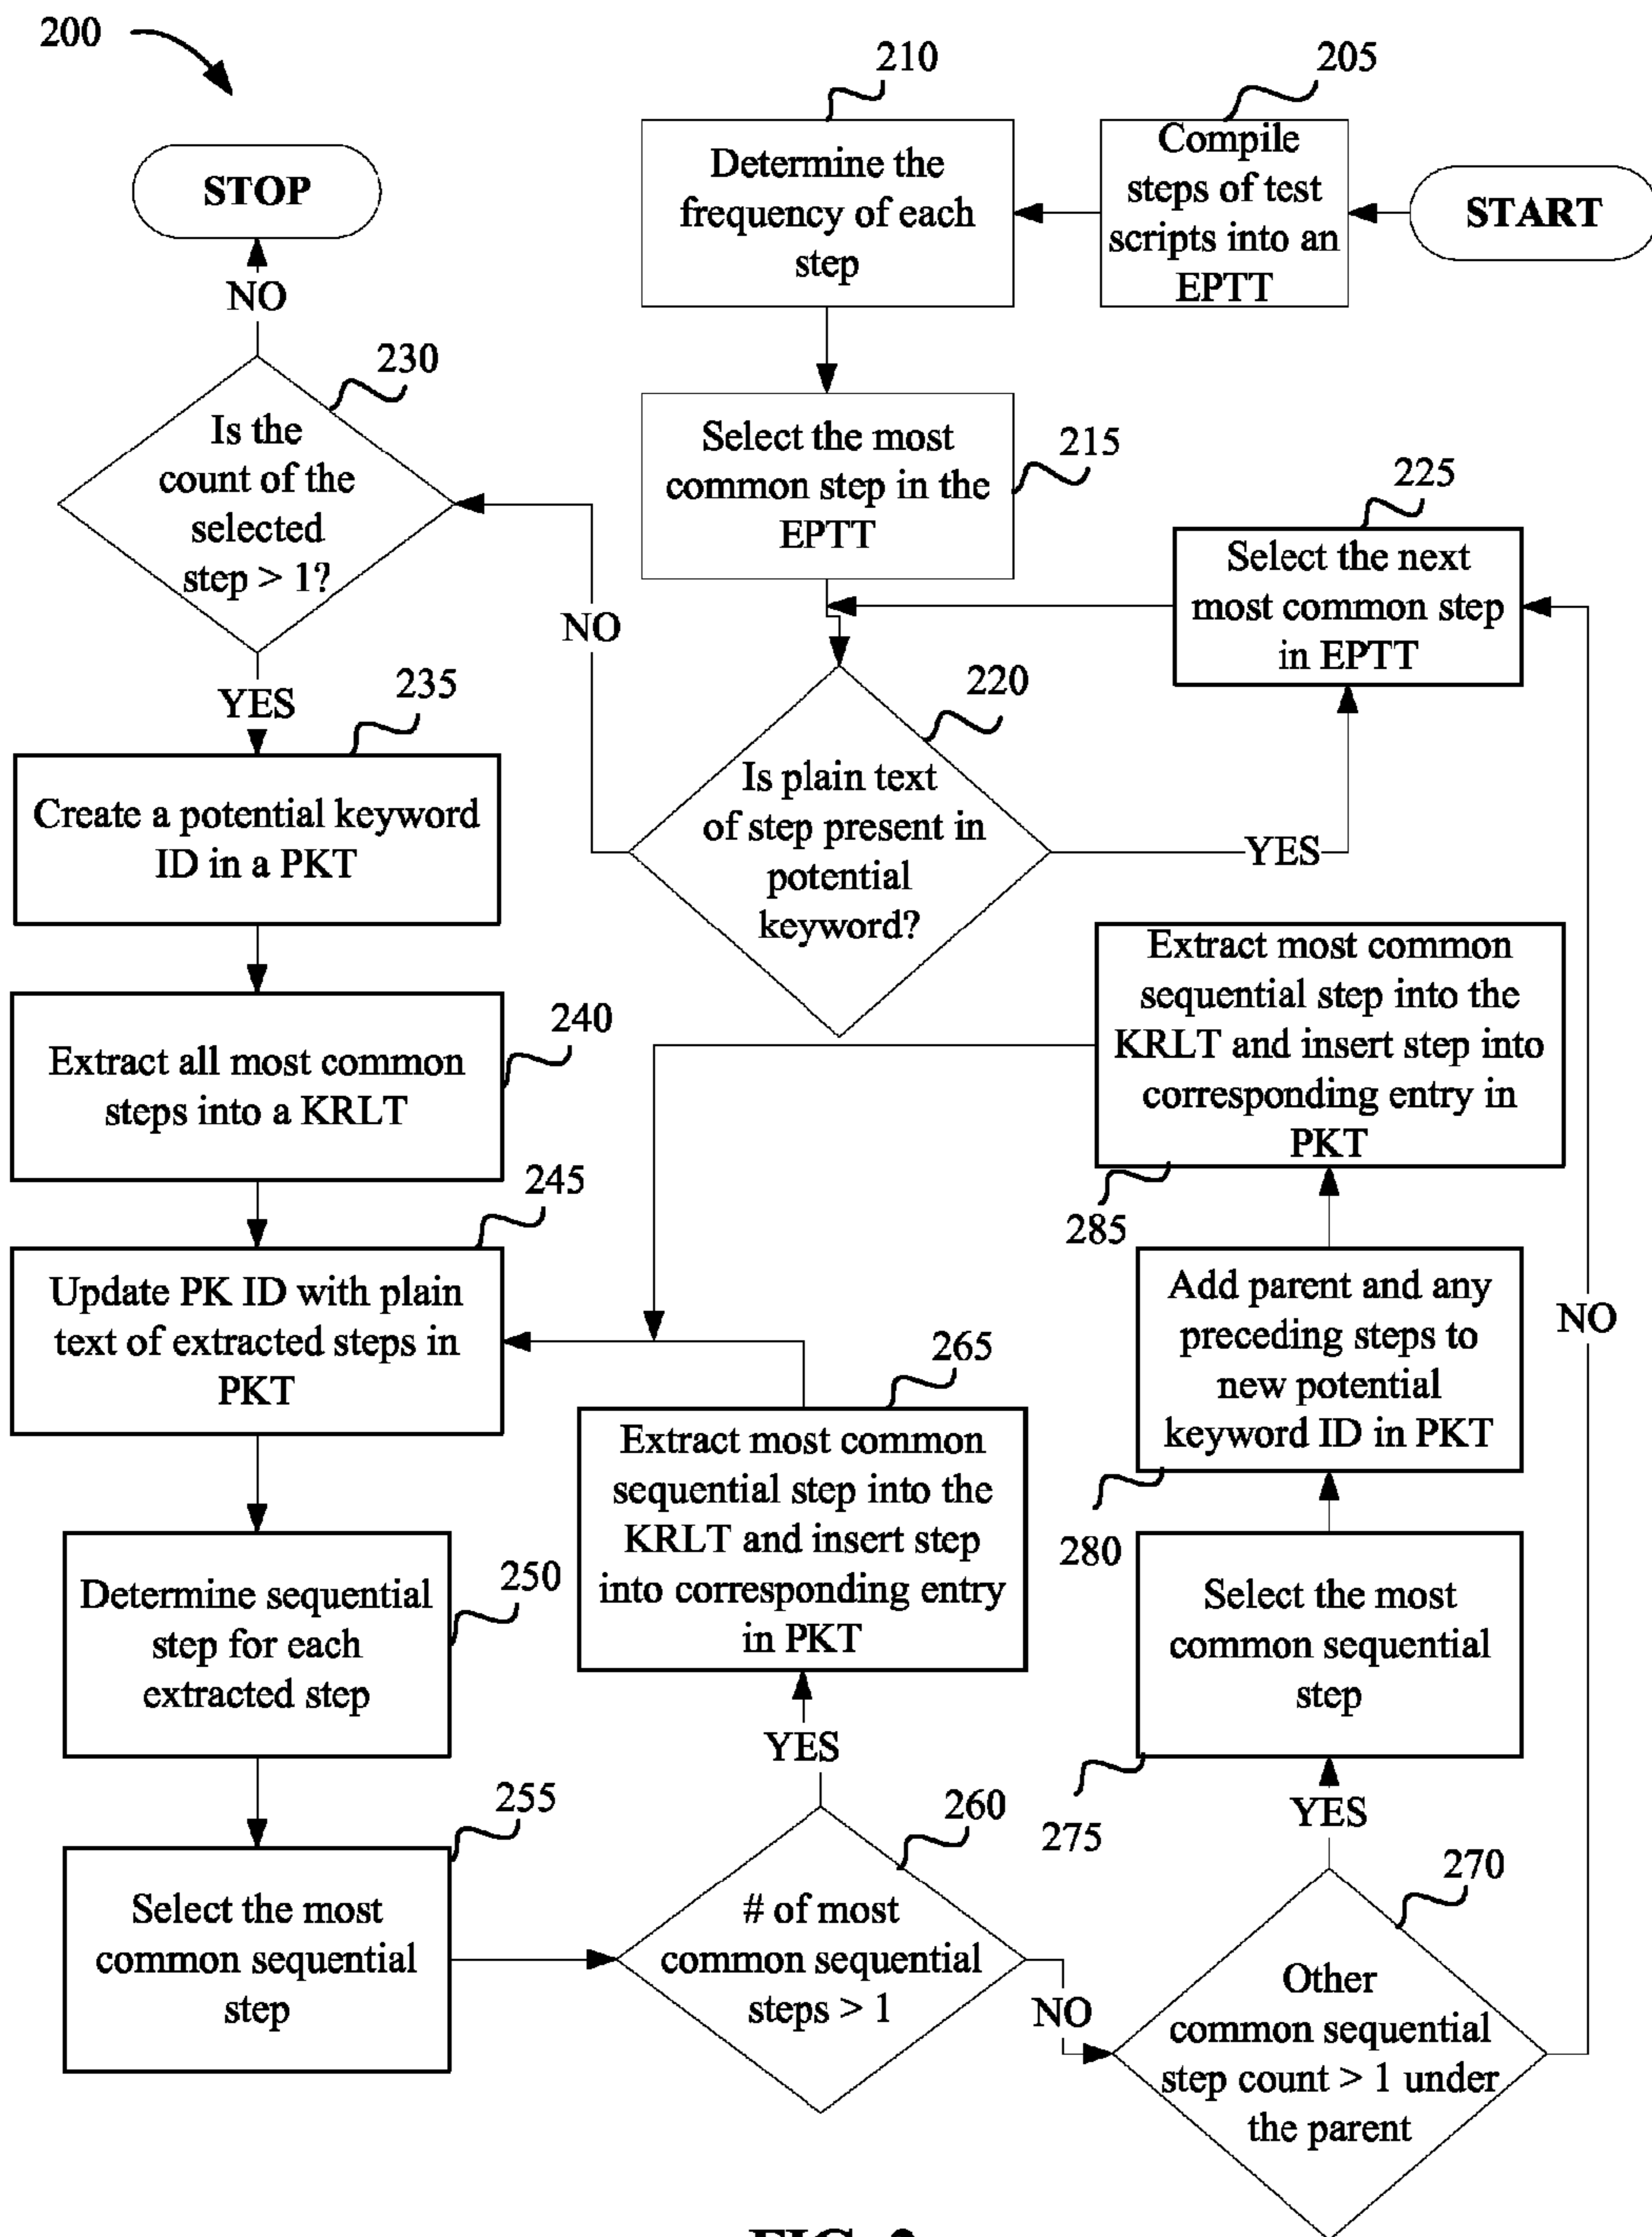 200
210
205
STOP
Determine the
frequency of each
step
Compile
steps of test
scripts into an
EPTT
START
NO
230
Is the
count of the
selected
step > 1?
Select the most
common step in the
EPTT
215
225
Select the next
most common step
in EPTT
NO
YES
235
220
Is plain text
of step present in
potential
keyword?
YES
Create a potential keyword
ID in a PKT
Extract most common
sequential step into the
KRLT and insert step into
corresponding entry in
PKT
240
Extract all most common
steps into a KRLT
245
285
Update PK ID with plain
text of extracted steps in
PKT
Add parent and any
preceding steps to
new potential
keyword ID in PKT
NO
265
Extract most common
sequential step into the
KRLT and insert step
into corresponding entry
in PKT
280
250
Determine sequential
step for each
extracted step
Select the most
common sequential
step
YES
275
YES
255
260
270
Select the most
common sequential
step
# of most
common sequential
steps > 1
NO
Other
common sequential
step count > 1 under
the parent